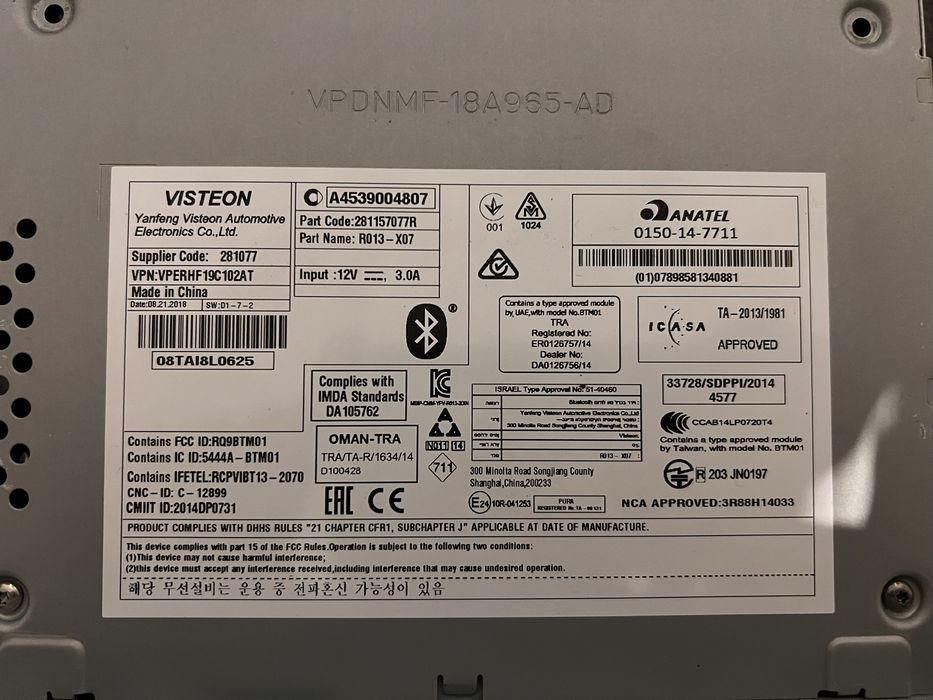 VPDNMF-18A965-AD
VISTEON
Yanfeng Visteon Automotive
Electronics Co.,Ltd.
Supplier Code: 281077
VPN:VPERHF19C102AT
Made in China
Date:08.21.2018 SW:D1-7-2
08TAI8L0625
A4539004807
Part Code:281157077R
Part Name: R013-X07
Input :12V 3.0A
001
1024
ANATEL
0150-14-7711
(01)07898581340881
Contains a type approved module
by UAE,with model No.BTM01
TRA
Registered No:
ER0126757/14
Dealer No:
DA0126756/14
ICASA
TA-2013/1981
APPROVED
Complies with
IMDA Standards
DA105762
OMAN-TRA
TRA/TA-R/1634/14
D100428
N011 14
711
ISRAEL Type Approval No: 51-40460
Yanfeng Visteon Automotive Electronics Co.,Ltd
300 Minolta Road Songjiang County Shanghai, China,
Visteon
R013-X07
300 Minolta Road Songjiang County
Shanghai,China,200233
33728/SDPPI/2014
4577
CCAB14LP0720T4
Contains a type approved module
by Taiwan, with model No. BTM01
R 203 JN0197
Contains FCC ID:RQ9BTM01
Contains IC ID:5444A-BTM01
Contains IFETEL:RCPVIBT13-2070
CNC-ID: C-12899
CMIIT ID:2014DP0731
EAC CE
E24 10R-041253
NCA APPROVED:3R88H14033
PRODUCT COMPLIES WITH DHHS RULES "21 CHAPTER CFR1, SUBCHAPTER J" APPLICABLE AT DATE OF MANUFACTURE.
This device complies with part 15 of the FCC Rules.Operation is subject to the following two conditions:
(1)This device may not cause harmful interference;
(2)this device must accept any interference received,including interference that may cause undesired operation.
해당 무선설비는 운용 중 전파혼신 가능성이 있음